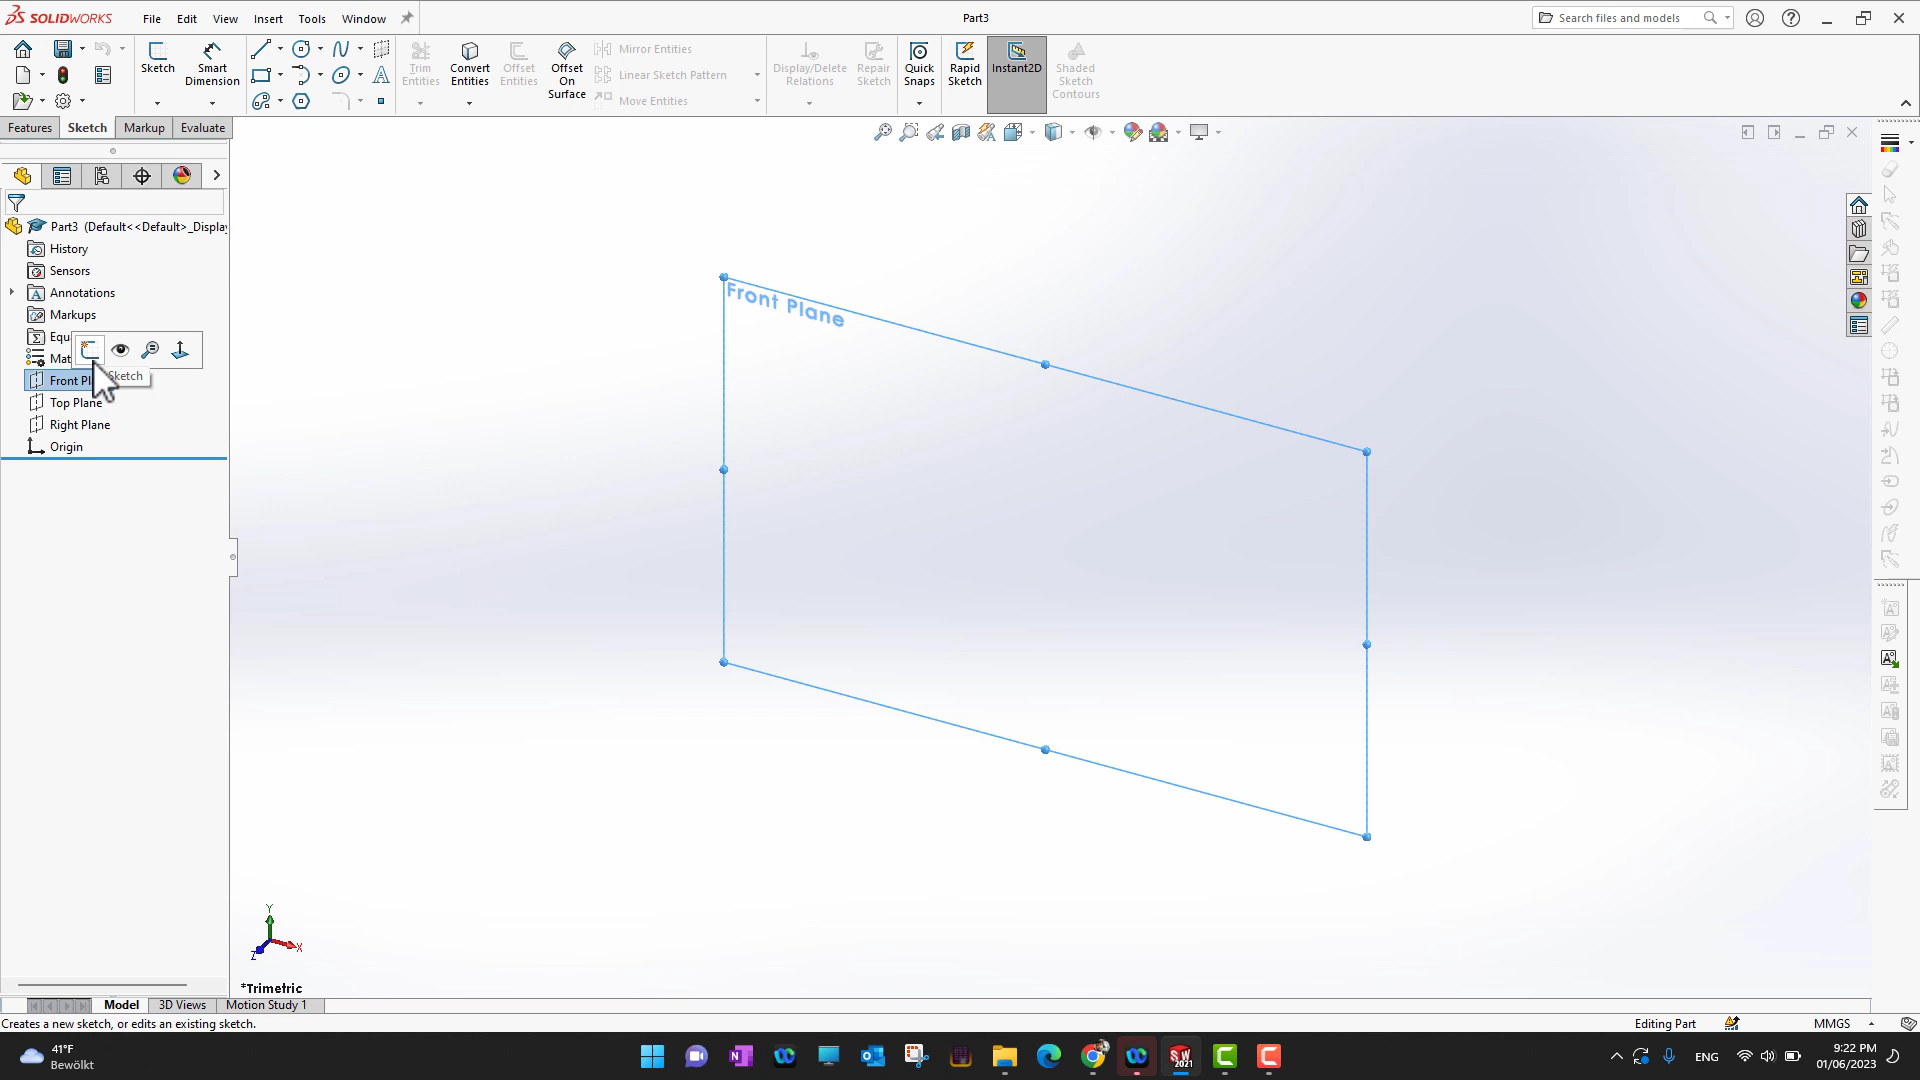 SOLIDWORKS
File Edit View Insert Tools Window
Part3
Search files and models
Sketch
Smart Dimension
Trim Entities
Convert Entities
Offset Entities
Offset On Surface
Mirror Entities
Linear Sketch Pattern
Move Entities
Display/Delete Relations
Repair Sketch
Quick Snaps
Rapid Sketch
Instant2D
Shaded Sketch Contours
Features Sketch Markup Evaluate
Part3 (Default<<Default>_Display
History
Sensors
Annotations
Markups
Equ
Mat
Sketch
Front Pl
Top Plane
Right Plane
Origin
Front Plane
Y
X
Z
*Trimetric
Model 3D Views Motion Study 1
Creates a new sketch, or edits an existing sketch.
Editing Part
MMGS
41°F
Bewölkt
SW
2021
ENG
9:22 PM
01/06/2023